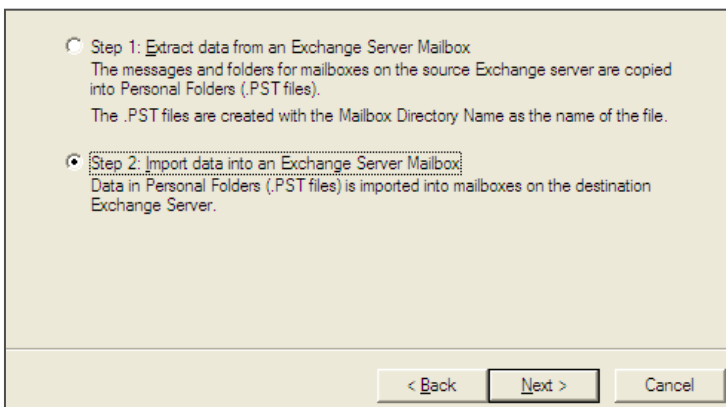 Step 1: Extract data from an Exchange Server Mailbox
The messages and folders for mailboxes on the source Exchange server are copied
into Personal Folders (.PST files).
The .PST files are created with the Mailbox Directory Name as the name of the file.
Step 2: Import data into an Exchange Server Mailbox
Data in Personal Folders (.PST files) is imported into mailboxes on the destination
Exchange Server.
< Back Next > Cancel